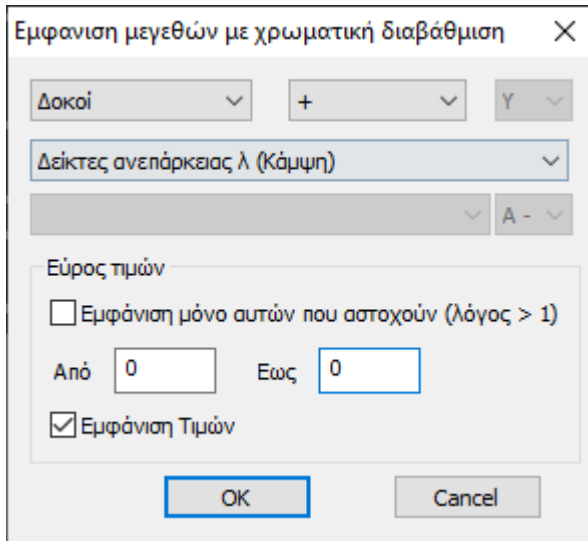 Εμφανιση μεγεθών με χρωματική διαβάθμιση
Δοκοί + Y
Δείκτες ανεπάρκειας λ (Κάμψη)
A -
Εύρος τιμών
Εμφάνιση μόνο αυτών που αστοχούν (λόγος > 1)
Από 0 Εως 0
Εμφάνιση Τιμών
OK Cancel